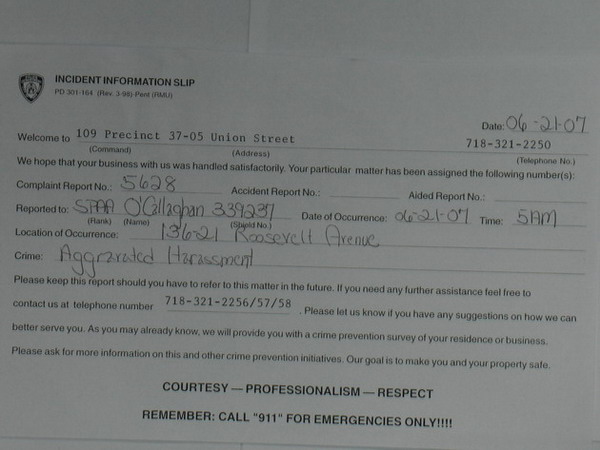 INCIDENT INFORMATION SLIP
PD 301-164 (Rev. 3-98)-Pent (RMU)
Date: 06-21-07
Welcome to 109 Precinct 37-05 Union Street 718-321-2250
(Command) (Address) (Telephone No.)
We hope that your business with us was handled satisfactorily. Your particular matter has been assigned the following number(s):
Complaint Report No.: 5628 Accident Report No.: Aided Report No.:
Reported to: SPAA O'Callaghan 339237 Date of Occurrence: 06-21-07 Time: 5AM
(Rank) (Name) (Shield No.)
Location of Occurrence: 136-21 Roosevelt Avenue
Crime: Aggravated Harassment
Please keep this report should you have to refer to this matter in the future. If you need any further assistance feel free to
contact us at telephone number 718-321-2256/57/58 . Please let us know if you have any suggestions on how we can
better serve you. As you may already know, we will provide you with a crime prevention survey of your residence or business.
Please ask for more information on this and other crime prevention initiatives. Our goal is to make you and your property safe.
COURTESY — PROFESSIONALISM — RESPECT
REMEMBER: CALL "911" FOR EMERGENCIES ONLY!!!!